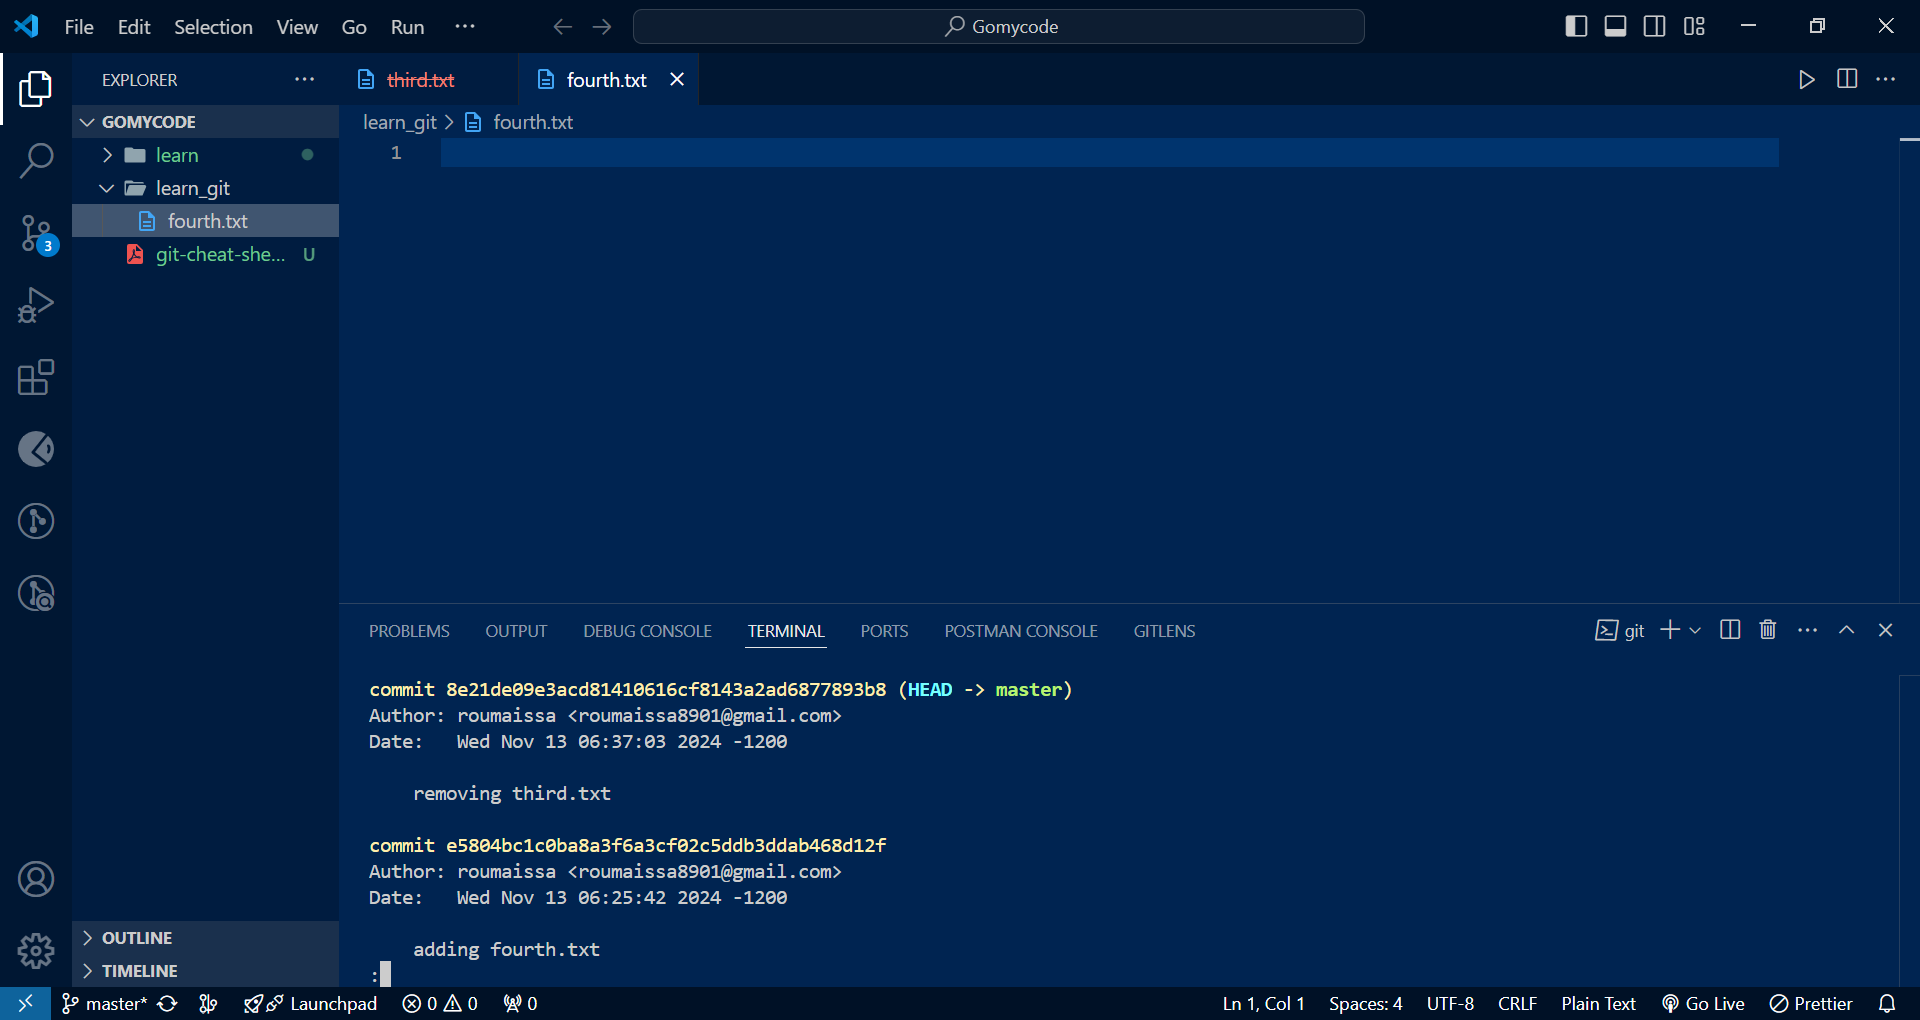 File Edit Selection View Go Run ··· Gomycode
EXPLORER ···
third.txt fourth.txt
GOMYCODE
learn
learn_git
fourth.txt
git-cheat-she... U
3
learn_git > fourth.txt
1
PROBLEMS OUTPUT DEBUG CONSOLE TERMINAL PORTS POSTMAN CONSOLE GITLENS git
commit 8e21de09e3acd81410616cf8143a2ad6877893b8 (HEAD -> master)
Author: roumaissa <roumaissa8901@gmail.com>
Date:   Wed Nov 13 06:37:03 2024 -1200
removing third.txt
commit e5804bc1c0ba8a3f6a3cf02c5ddb3ddab468d12f
Author: roumaissa <roumaissa8901@gmail.com>
Date:   Wed Nov 13 06:25:42 2024 -1200
adding fourth.txt
:
OUTLINE
TIMELINE
master* Launchpad 0 0 0 Ln 1, Col 1 Spaces: 4 UTF-8 CRLF Plain Text Go Live Prettier